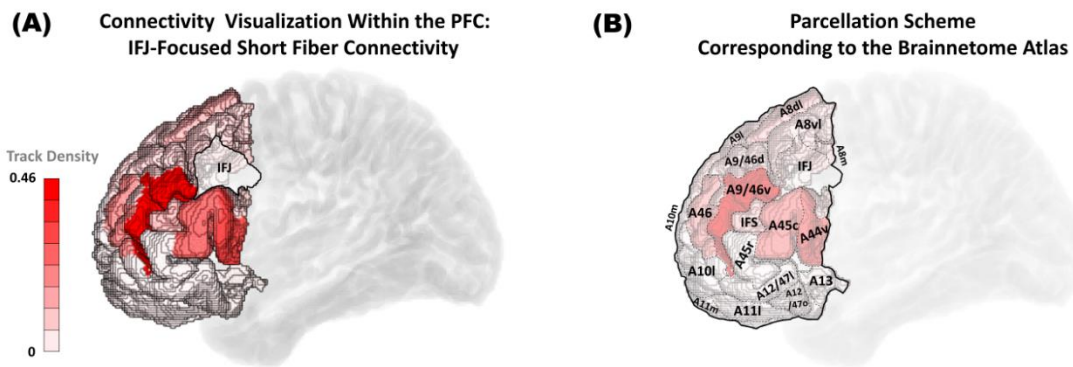 (A)
Connectivity Visualization Within the PFC:
IFJ-Focused Short Fiber Connectivity
Track Density
0.46
0
IFJ
(B)
Parcellation Scheme
Corresponding to the Brainnetome Atlas
A8dl
A8vl
A9l
A8m
A9/46d
IFJ
A9/46v
A46
A10m
IFS
A45c
A44v
A45r
A10l
A12/47l
A13
A12
/47o
A11m
A11l